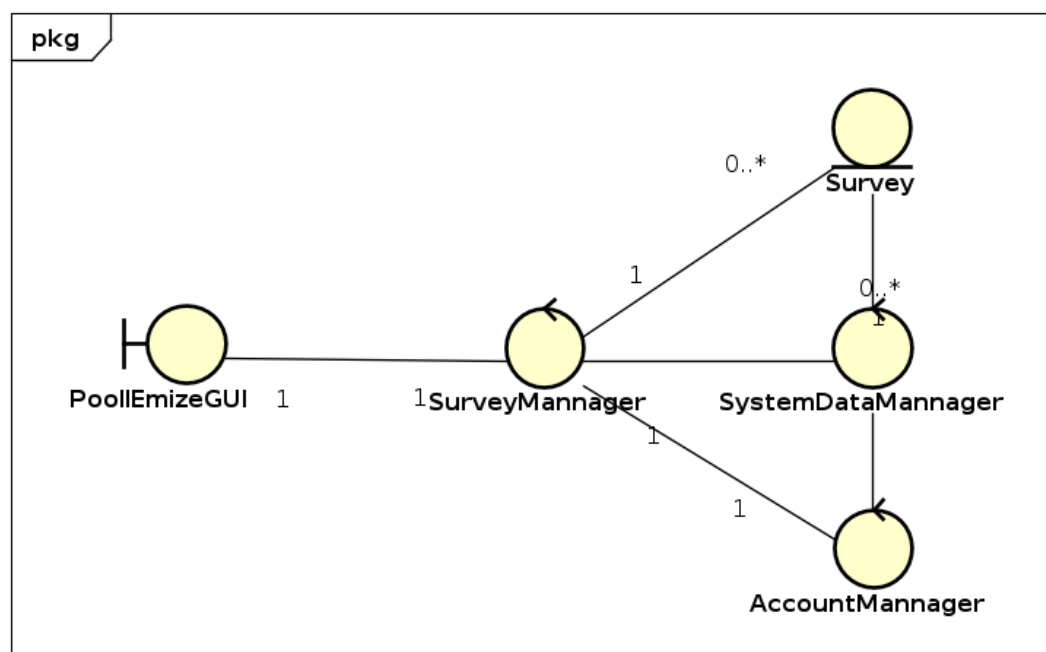 pkg
0..*
Survey
1
0..*
1
PoollEmizeGUI
1
1
SurveyMannager
SystemDataMannager
1
1
AccountMannager